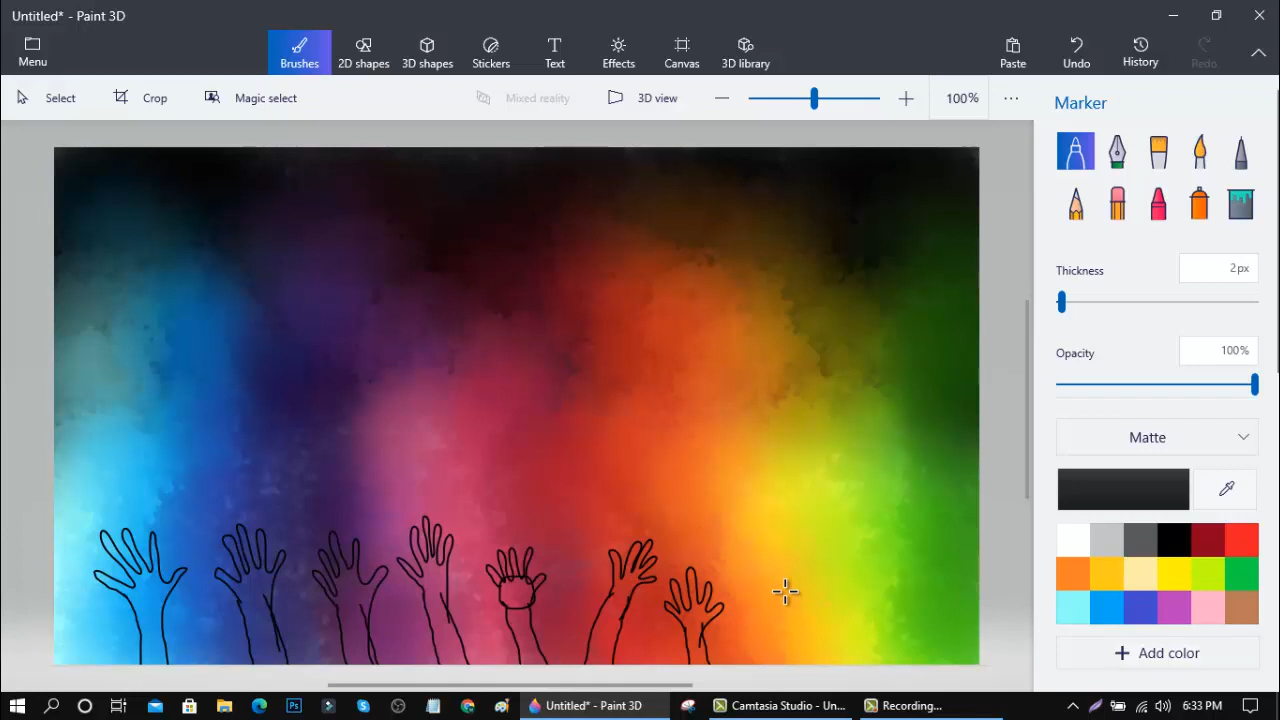 Untitled* - Paint 3D
Menu
Brushes
2D shapes
3D shapes
Stickers
Text
Effects
Canvas
3D library
Paste
Undo
History
Redo
Select
Crop
Magic select
Mixed reality
3D view
100%
Marker
Thickness
2px
Opacity
100%
Matte
Add color
Ps
Untitled* - Paint 3D
Camtasia Studio - Un...
Recording...
6:33 PM